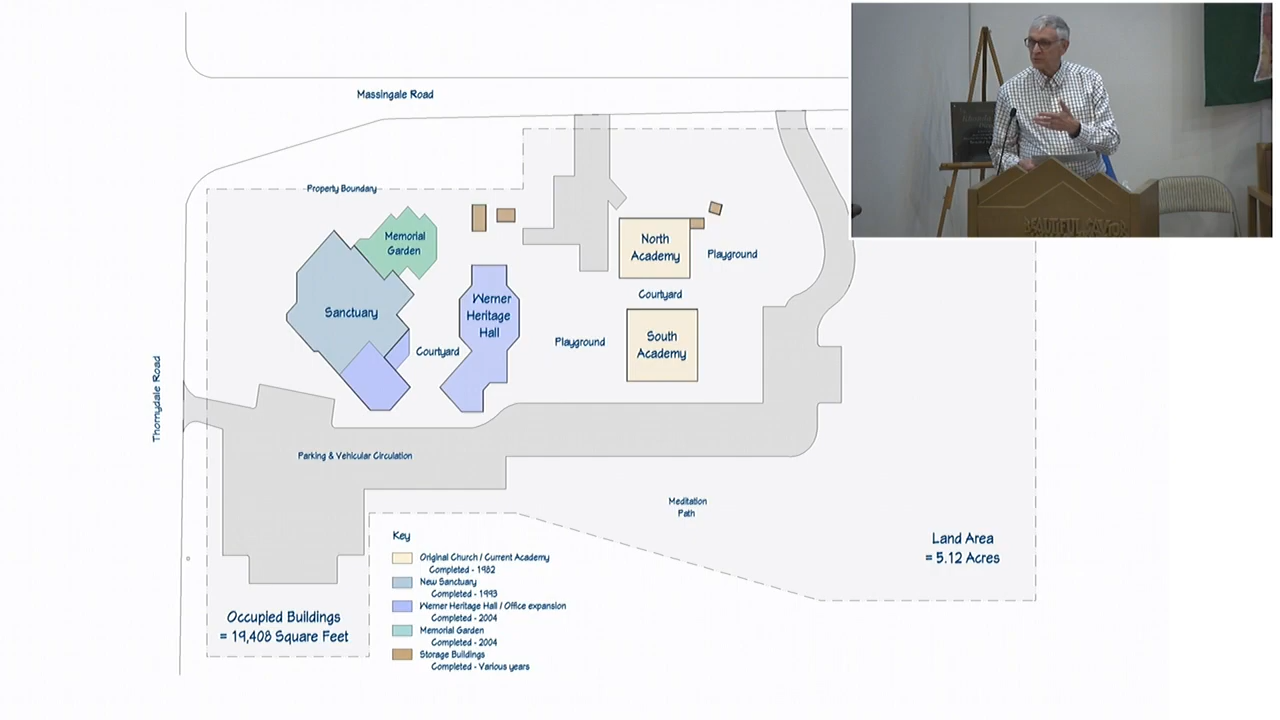 Massingale Road
Property Boundary
Memorial
Garden
North
Academy
Playground
Sanctuary
Werner
Heritage
Hall
Courtyard
Courtyard
Playground
South
Academy
Thornydale Road
Parking & Vehicular Circulation
Meditation
Path
Land Area
= 5.12 Acres
Occupied Buildings
= 19,408 Square Feet
Key
Original Church / Current Academy
Completed - 1982
New Sanctuary
Completed - 1993
Werner Heritage Hall / Office expansion
Completed - 2004
Memorial Garden
Completed - 2004
Storage Buildings
Completed - Various years
BEAUTIFUL SAVIOR